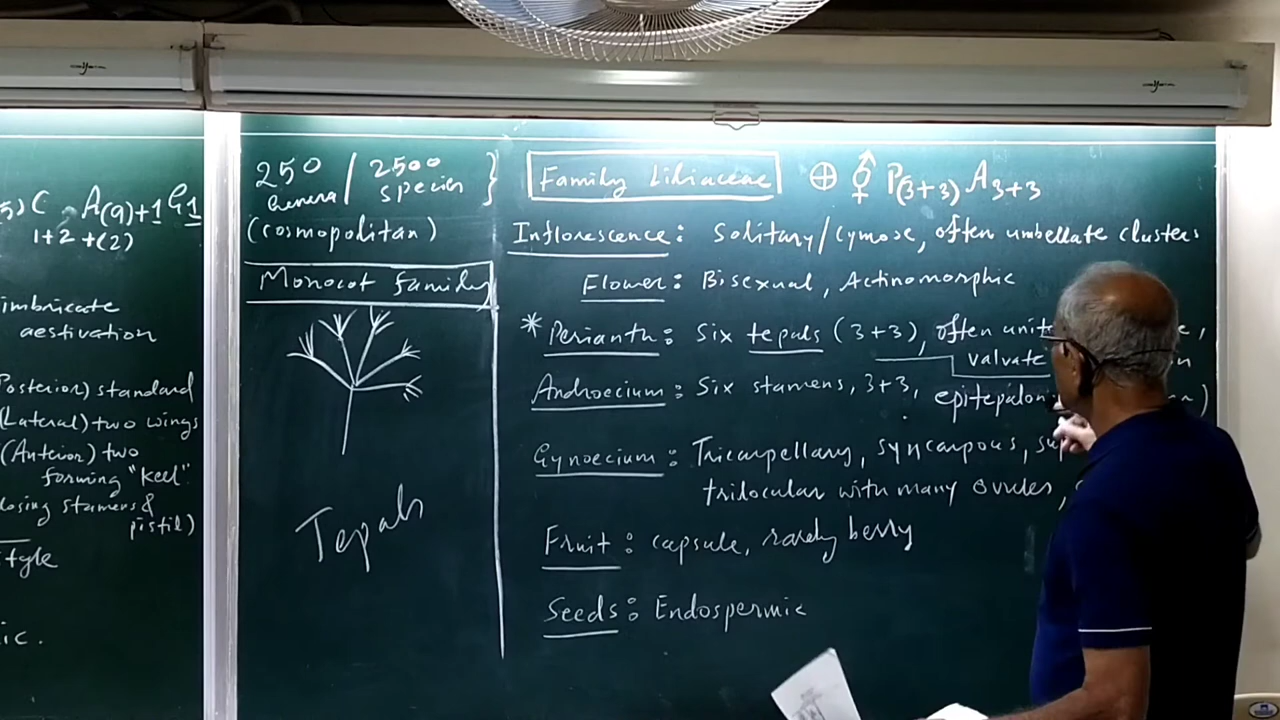 5) C A(9)+1 G1
1+2+(2)
imbricate
aestivation
Posterior) standard
(Lateral) two wings
(Anterior) two
forming "keel".
losing stamens &
pistil)
style
ic.
250 / 2500 }
Genera species
(cosmopolitan)
Monocot family
Tepals
Family Liliaceae ⊕ ⚥ P(3+3) A3+3
Inflorescence: Solitary/Cymose, often umbellate clusters
Flower: Bisexual, Actinomorphic
* Perianth: Six tepals (3+3), often
valvate
Androecium: Six stamens, 3+3,
Gynoecium: Tricarpellary, syncarpous,
trilocular with many ovules,
Fruit: capsule, rarely berry
Seeds: Endospermic